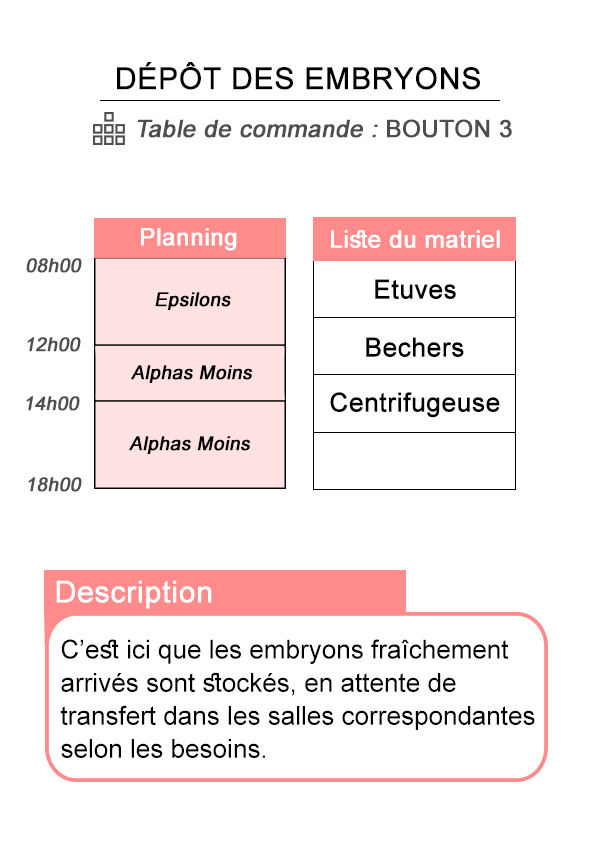 DÉPÔT DES EMBRYONS
Table de commande : BOUTON 3
Planning
08h00
Epsilons
12h00
Alphas Moins
14h00
Alphas Moins
18h00
Liste du matriel
Etuves
Bechers
Centrifugeuse
Description
C’est ici que les embryons fraîchement
arrivés sont stockés, en attente de
transfert dans les salles correspondantes
selon les besoins.